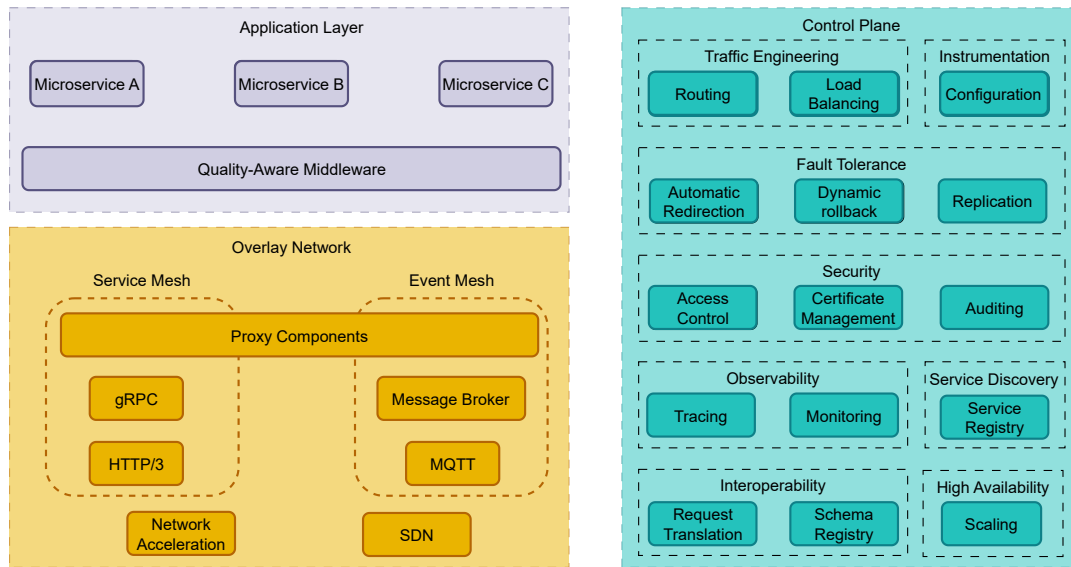 Application Layer
Microservice A
Microservice B
Microservice C
Quality-Aware Middleware
Overlay Network
Service Mesh
Event Mesh
Proxy Components
gRPC
Message Broker
HTTP/3
MQTT
Network
Acceleration
SDN
Control Plane
Traffic Engineering
Instrumentation
Routing
Load
Balancing
Configuration
Fault Tolerance
Automatic
Redirection
Dynamic
rollback
Replication
Security
Access
Control
Certificate
Management
Auditing
Observability
Service Discovery
Tracing
Monitoring
Service
Registry
Interoperability
High Availability
Request
Translation
Schema
Registry
Scaling